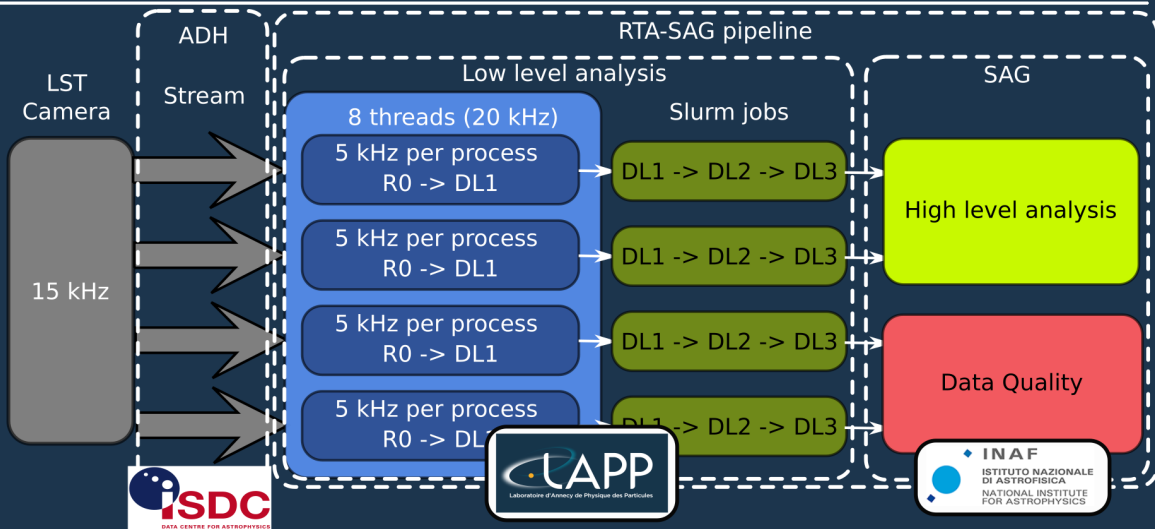 RTA-SAG pipeline
ADH
Stream
LST
Camera
15 kHz
Low level analysis
8 threads (20 kHz)
5 kHz per process
R0 -> DL1
5 kHz per process
R0 -> DL1
5 kHz per process
R0 -> DL1
5 kHz per process
R0 -> DL
Slurm jobs
DL1 -> DL2 -> DL3
DL1 -> DL2 -> DL3
DL1 -> DL2 -> DL3
DL1 -> DL2 -> DL3
SAG
High level analysis
Data Quality
iSDC
DATA CENTRE FOR ASTROPHYSICS
LAPP
Laboratoire d'Annecy de Physique des Particules
INAF
ISTITUTO NAZIONALE
DI ASTROFISICA
NATIONAL INSTITUTE
FOR ASTROPHYSICS